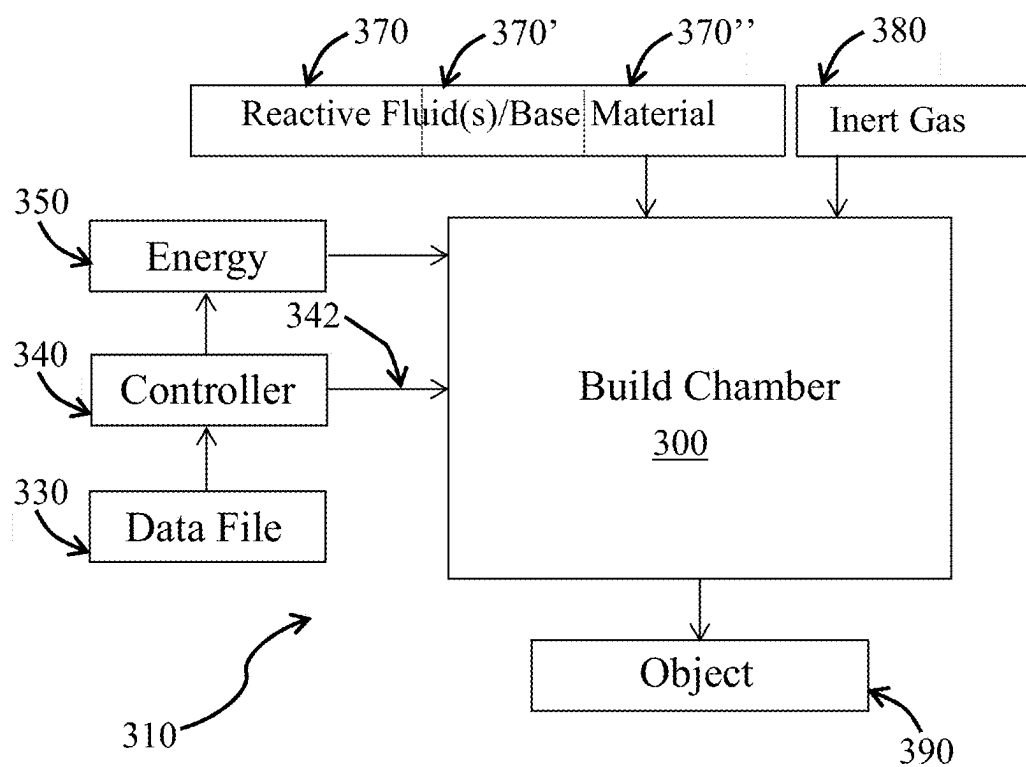 370 370’ 370’’ 380
Reactive Fluid(s)/Base Material Inert Gas
350
Energy
342
340
Controller
Build Chamber
300
330
Data File
Object
310
390